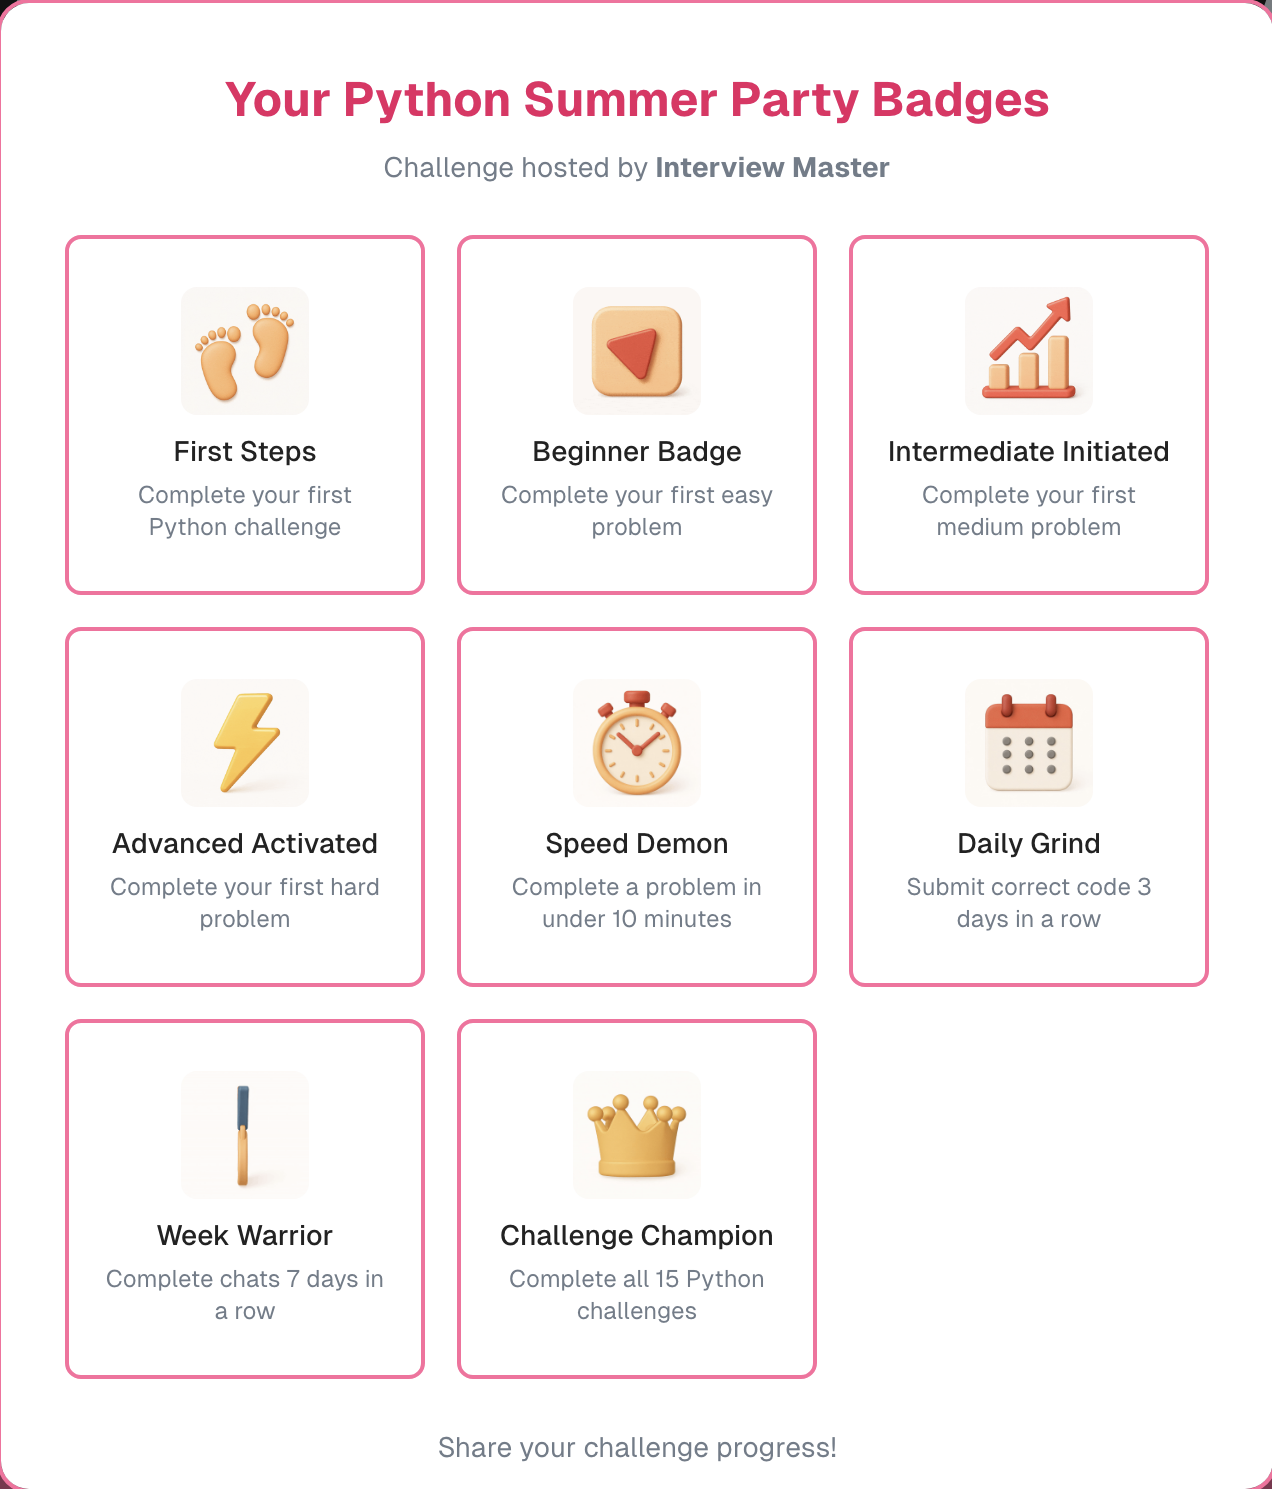 Your Python Summer Party Badges
Challenge hosted by Interview Master
First Steps
Complete your first
Python challenge
Beginner Badge
Complete your first easy
problem
Intermediate Initiated
Complete your first
medium problem
Advanced Activated
Complete your first hard
problem
Speed Demon
Complete a problem in
under 10 minutes
Daily Grind
Submit correct code 3
days in a row
Week Warrior
Complete chats 7 days in
a row
Challenge Champion
Complete all 15 Python
challenges
Share your challenge progress!